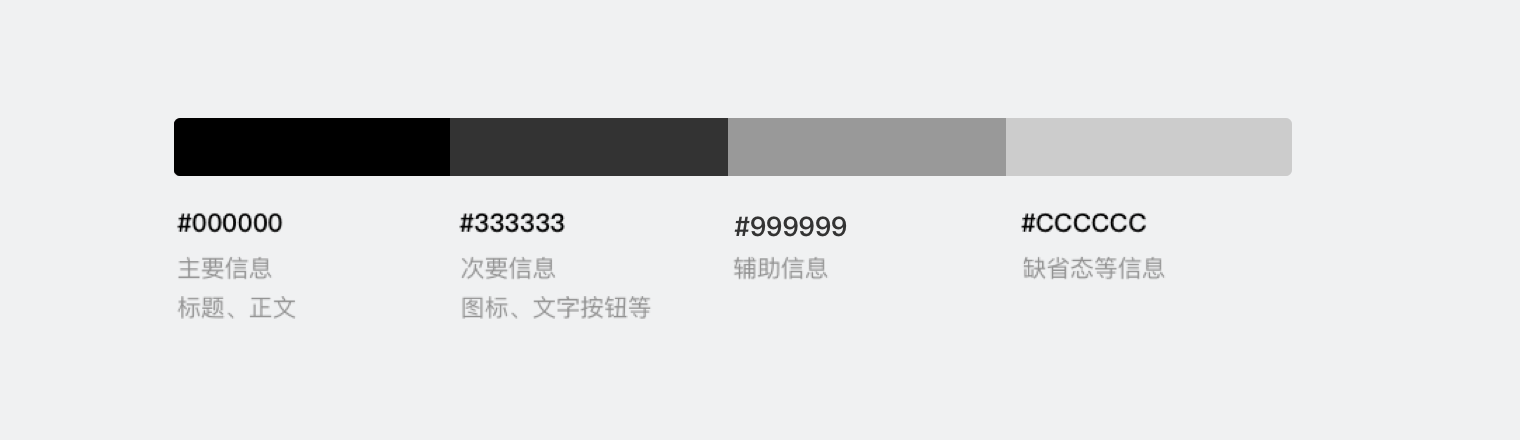 #000000
主要信息
标题、正文
#333333
次要信息
图标、文字按钮等
#999999
辅助信息
#CCCCCC
缺省态等信息